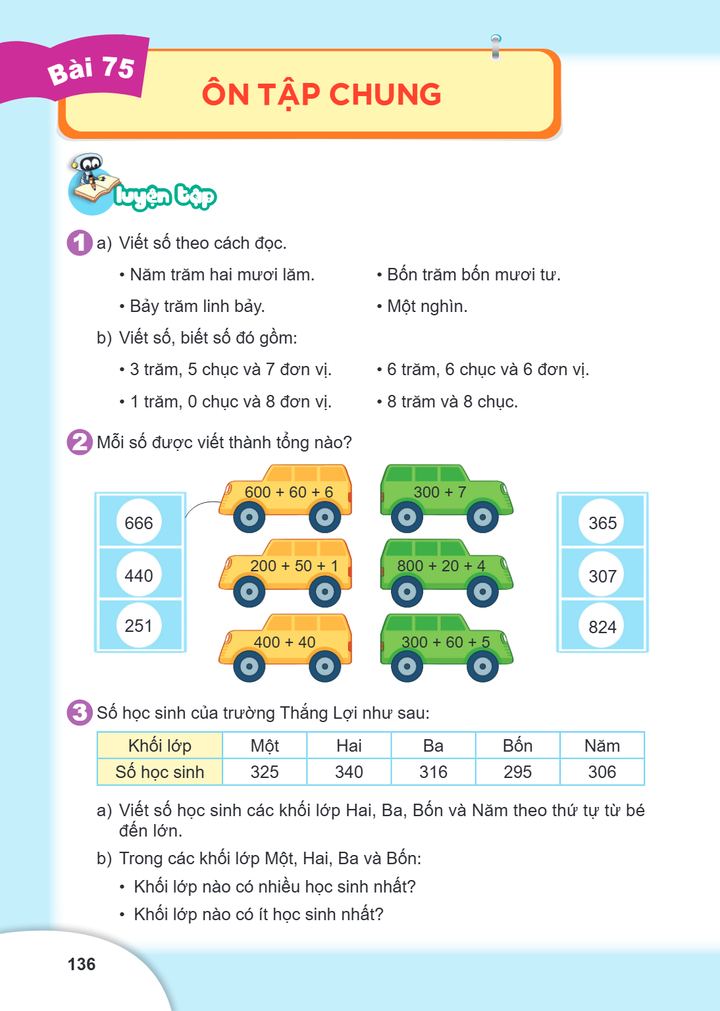 Bài 75
ÔN TẬP CHUNG
luyện tập
1 a) Viết số theo cách đọc.
• Năm trăm hai mươi lăm. • Bốn trăm bốn mươi tư.
• Bảy trăm linh bảy. • Một nghìn.
b) Viết số, biết số đó gồm:
• 3 trăm, 5 chục và 7 đơn vị. • 6 trăm, 6 chục và 6 đơn vị.
• 1 trăm, 0 chục và 8 đơn vị. • 8 trăm và 8 chục.
2 Mỗi số được viết thành tổng nào?
666 600 + 60 + 6 300 + 7 365
440 200 + 50 + 1 800 + 20 + 4 307
251 400 + 40 300 + 60 + 5 824
3 Số học sinh của trường Thắng Lợi như sau:
Khối lớp Một Hai Ba Bốn Năm
Số học sinh 325 340 316 295 306
a) Viết số học sinh các khối lớp Hai, Ba, Bốn và Năm theo thứ tự từ bé
đến lớn.
b) Trong các khối lớp Một, Hai, Ba và Bốn:
• Khối lớp nào có nhiều học sinh nhất?
• Khối lớp nào có ít học sinh nhất?
136